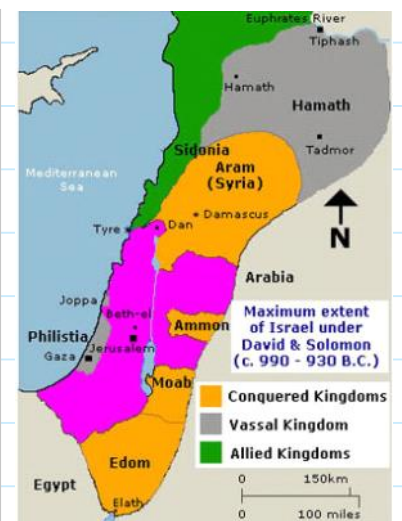 Euphrates River
Tiphash
Hamath
Hamath
Sidonia
Aram
(Syria)
Tadmor
Mediterranean
Sea
Damascus
Tyre
Dan
N
Arabia
Joppa
Beth-el
Philistia
Jerusalem
Gaza
Ammon
Maximum extent
of Israel under
David & Solomon
(c. 990 - 930 B.C.)
Moab
Conquered Kingdoms
Vassal Kingdom
Allied Kingdoms
Edom
Egypt
Elath
0 150km
0 100 miles